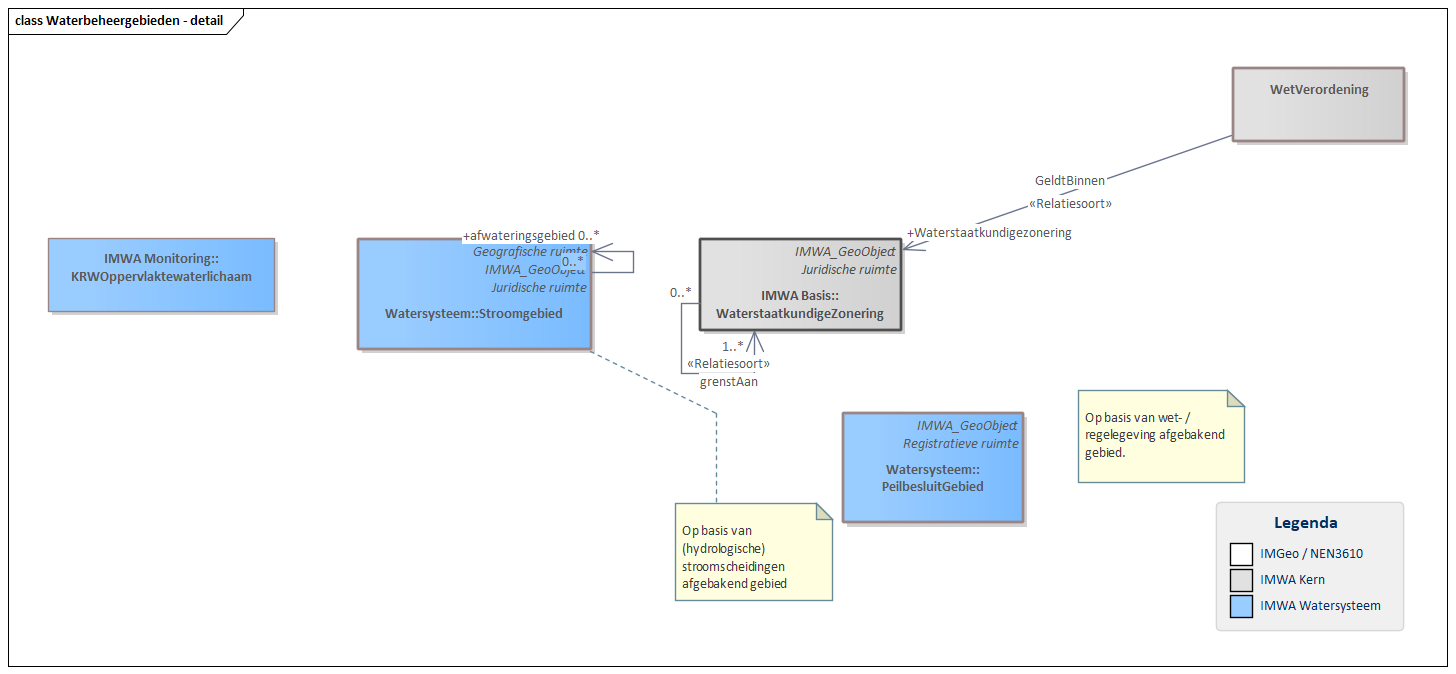 class Waterbeheergebieden - detail
WetVerordening
GeldtBinnen
«Relatiesoort»
+Waterstaatkundigezonering
IMWA Monitoring::
KRWOppervlaktewaterlichaam
+afwateringsgebied 0..*
Geografische ruimte
0..*
IMWA_GeoObject
Juridische ruimte
Watersysteem::Stroomgebied
IMWA_GeoObject
Juridische ruimte
IMWA Basis::
WaterstaatkundigeZonering
0..*
1..*
«Relatiesoort»
grenstAan
IMWA_GeoObject
Registratieve ruimte
Watersysteem::
PeilbesluitGebied
Op basis van wet- /
regelegeving afgebakend
gebied.
Op basis van
(hydrologische)
stroomscheidingen
afgebakend gebied
Legenda
IMGeo / NEN3610
IMWA Kern
IMWA Watersysteem